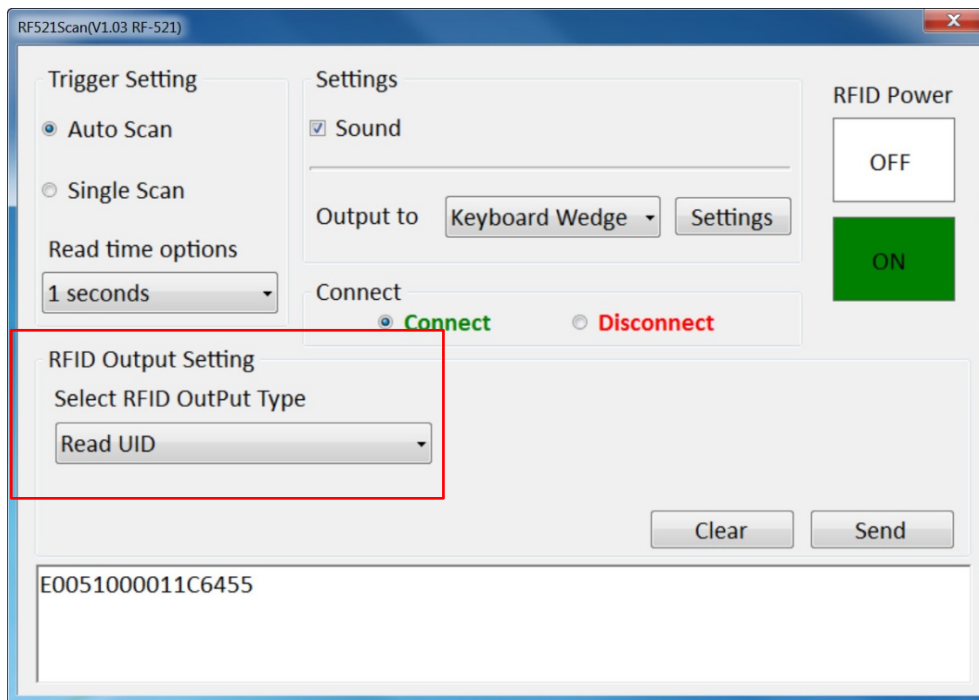 RF521Scan(V1.03 RF-521)
Trigger Setting
Auto Scan
Single Scan
Read time options
1 seconds
Settings
Sound
Output to Keyboard Wedge Settings
Connect
Connect Disconnect
RFID Power
OFF
ON
RFID Output Setting
Select RFID OutPut Type
Read UID
Clear Send
E0051000011C6455